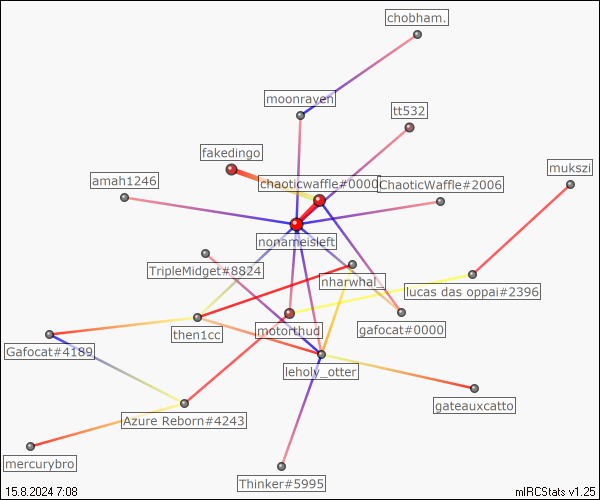 chobham.
moonraven
tt532
fakedingo
mukszi
amah1246
chaoticwaffle#0000
ChaoticWaffle#2006
nonameisleft
TripleMidget#8824
nharwhal_
lucas das oppai#2396
then1cc
motorthud
gafocat#0000
Gafocat#4189
leholy_otter
gateauxcatto
Azure Reborn#4243
mercurybro
Thinker#5995
15.8.2024 7:08
mIRCStats v1.25